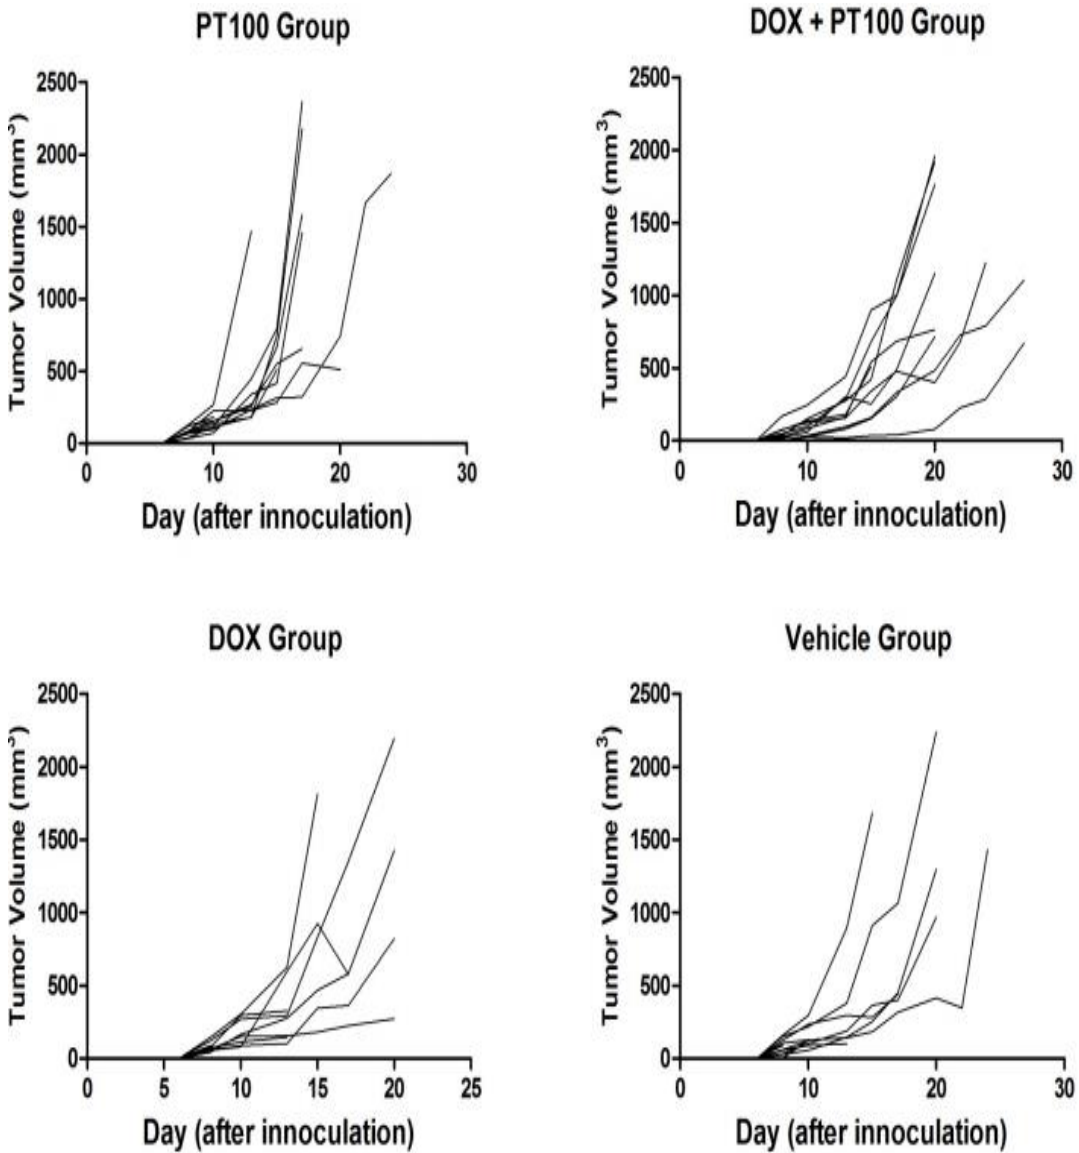 PT100 Group
2500
2000
1500
1000
500
0
Tumor Volume (mm³)
0 10 20 30
Day (after innoculation)
DOX + PT100 Group
2500
2000
1500
1000
500
0
Tumor Volume (mm³)
0 10 20 30
Day (after innoculation)
DOX Group
2500
2000
1500
1000
500
0
Tumor Volume (mm³)
0 5 10 15 20 25
Day (after innoculation)
Vehicle Group
2500
2000
1500
1000
500
0
Tumor Volume (mm³)
0 10 20 30
Day (after innoculation)